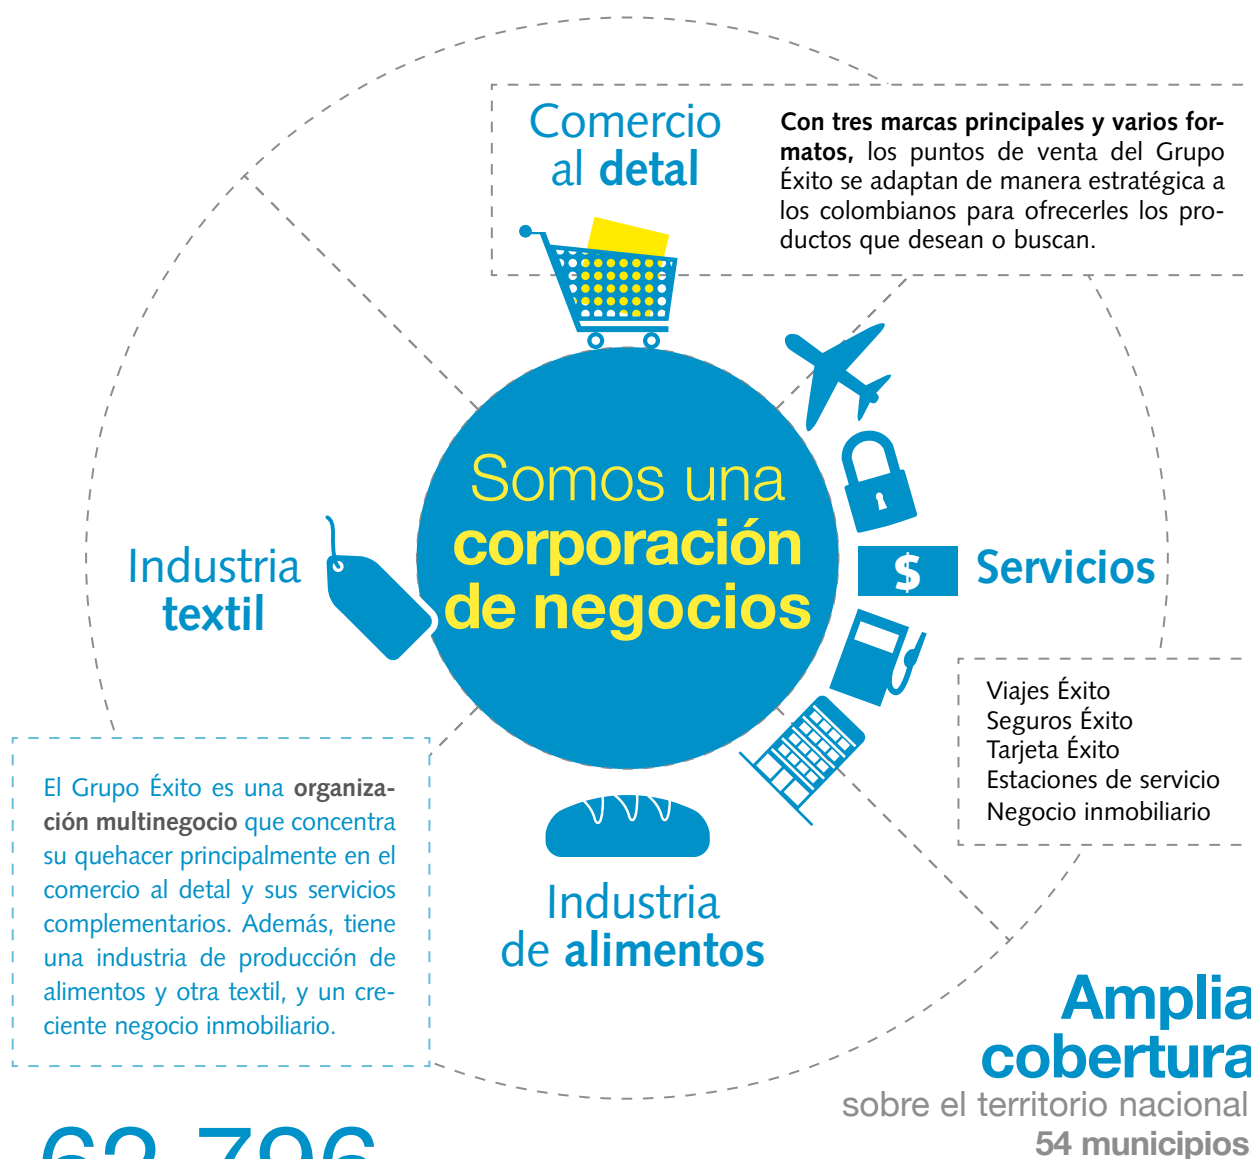 Comercio
al detal
Con tres marcas principales y varios for-
matos, los puntos de venta del Grupo
Éxito se adaptan de manera estratégica a
los colombianos para ofrecerles los pro-
ductos que desean o buscan.
Somos una
corporación
de negocios
Industria
textil
$
Servicios
Viajes Éxito
Seguros Éxito
Tarjeta Éxito
Estaciones de servicio
Negocio inmobiliario
El Grupo Éxito es una organiza-
ción multinegocio que concentra
su quehacer principalmente en el
comercio al detal y sus servicios
complementarios. Además, tiene
una industria de producción de
alimentos y otra textil, y un cre-
ciente negocio inmobiliario.
Industria
de alimentos
Amplia
cobertura
sobre el territorio nacional
54 municipios
62.796